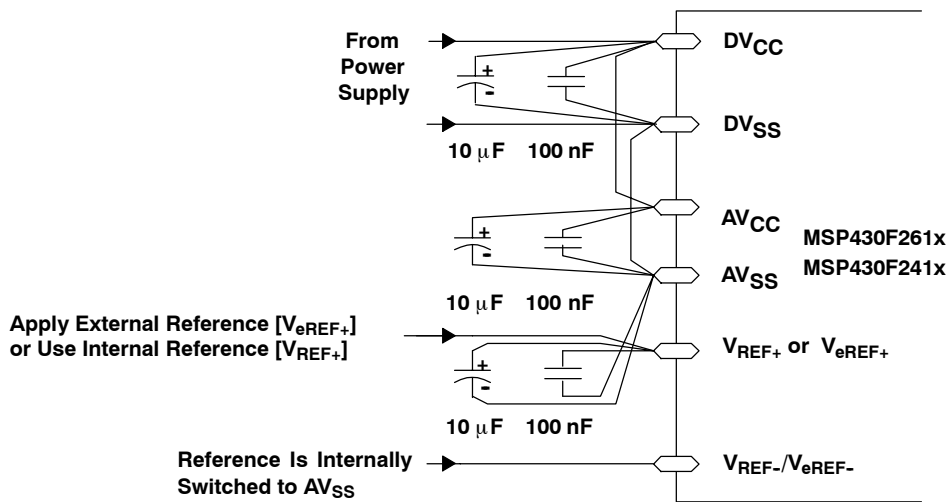 From
Power
Supply
+
-
10 μF 100 nF
DVCC
DVSS
+
-
10 μF 100 nF
AVCC
MSP430F261x
AVSS
MSP430F241x
Apply External Reference [VeREF+]
or Use Internal Reference [VREF+]
+
-
10 μF 100 nF
VREF+ or VeREF+
Reference Is Internally
Switched to AVSS
VREF-/VeREF-